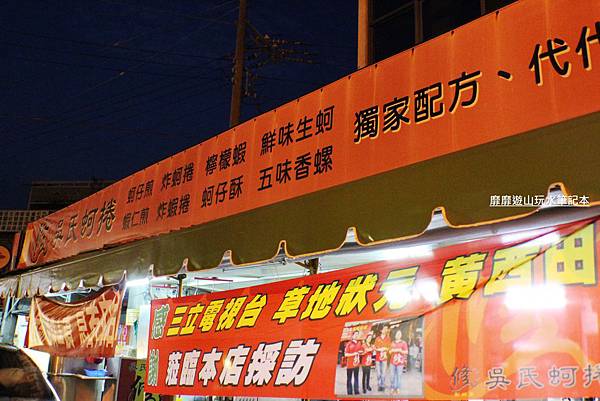 獨家配方、代
吳氏蚵捲
蚵仔煎 炸蚵捲 檸檬蝦 鮮味生蚵
蝦仁煎 炸蝦捲 蚵仔酥 五味香螺
靡靡遊山玩水筆記本
三立電視台 草地狀元 黃西田
蒞臨本店採訪
吳氏蚵捲